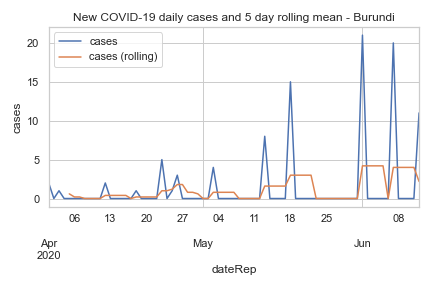 New COVID-19 daily cases and 5 day rolling mean - Burundi
cases
cases (rolling)
cases
20
15
10
5
0
06 13 20 27 04 11 18 25 08
Apr May Jun
2020
dateRep